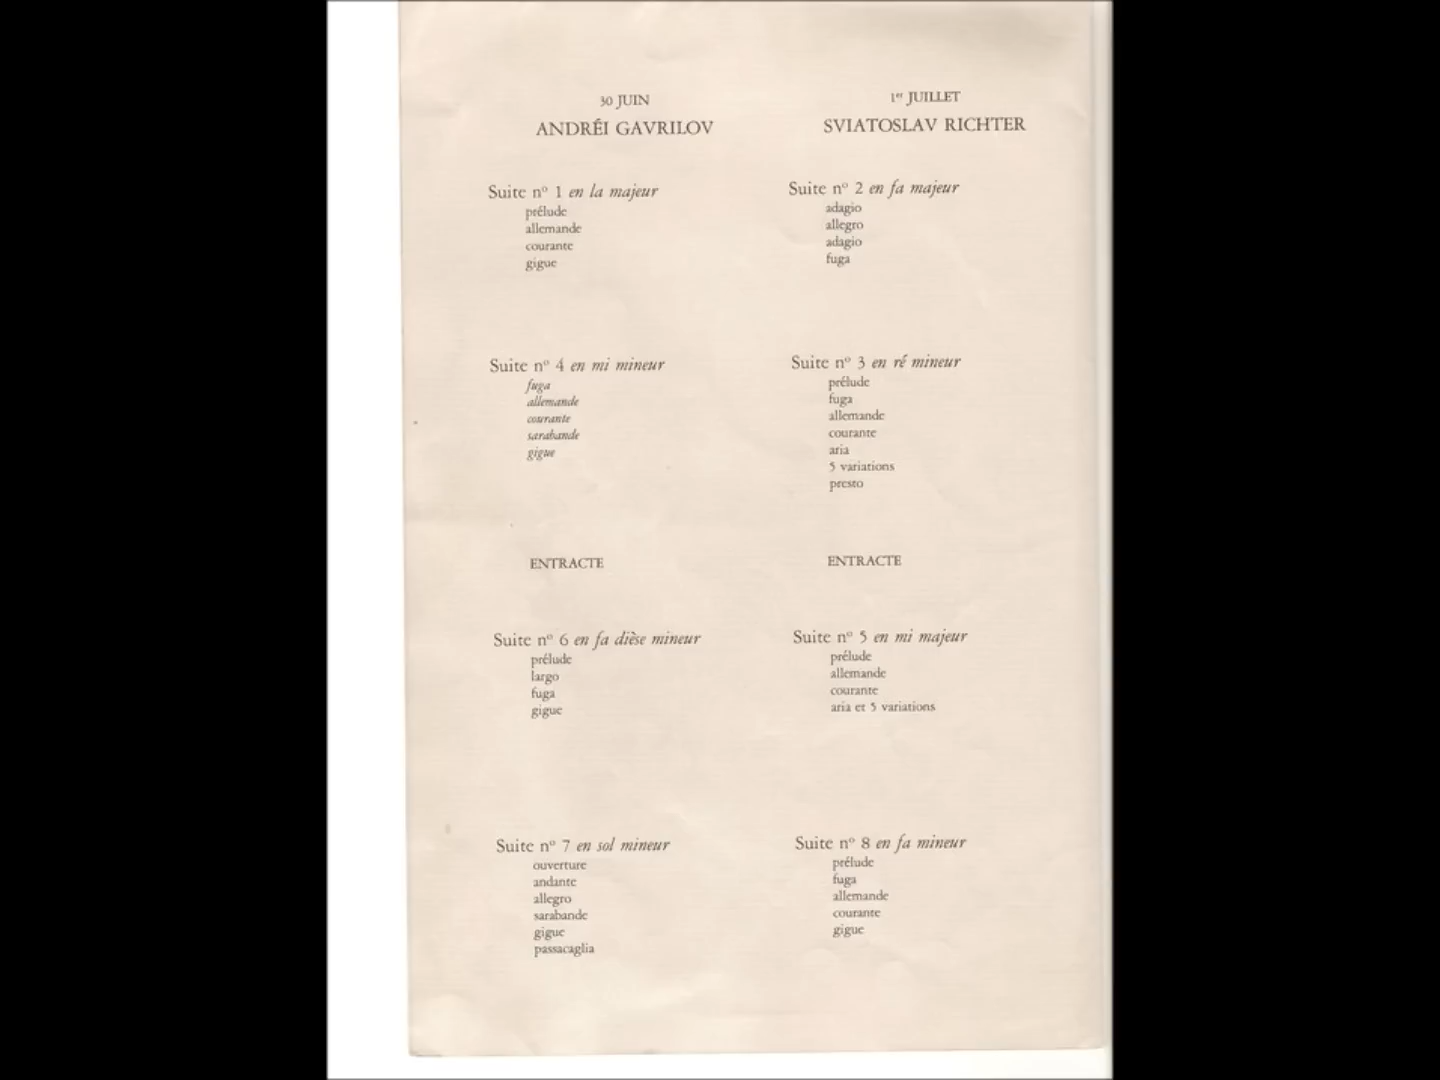 30 JUIN
ANDRÉI GAVRILOV
Suite nº 1 en la majeur
prélude
allemande
courante
gigue
Suite nº 4 en mi mineur
fuga
allemande
courante
sarabande
gigue
ENTRACTE
Suite nº 6 en fa dièse mineur
prélude
largo
fuga
gigue
Suite nº 7 en sol mineur
ouverture
andante
allegro
sarabande
gigue
passacaglia
1er JUILLET
SVIATOSLAV RICHTER
Suite nº 2 en fa majeur
adagio
allegro
adagio
fuga
Suite nº 3 en ré mineur
prélude
fuga
allemande
courante
aria
5 variations
presto
ENTRACTE
Suite nº 5 en mi majeur
prélude
allemande
courante
aria et 5 variations
Suite nº 8 en fa mineur
prélude
fuga
allemande
courante
gigue